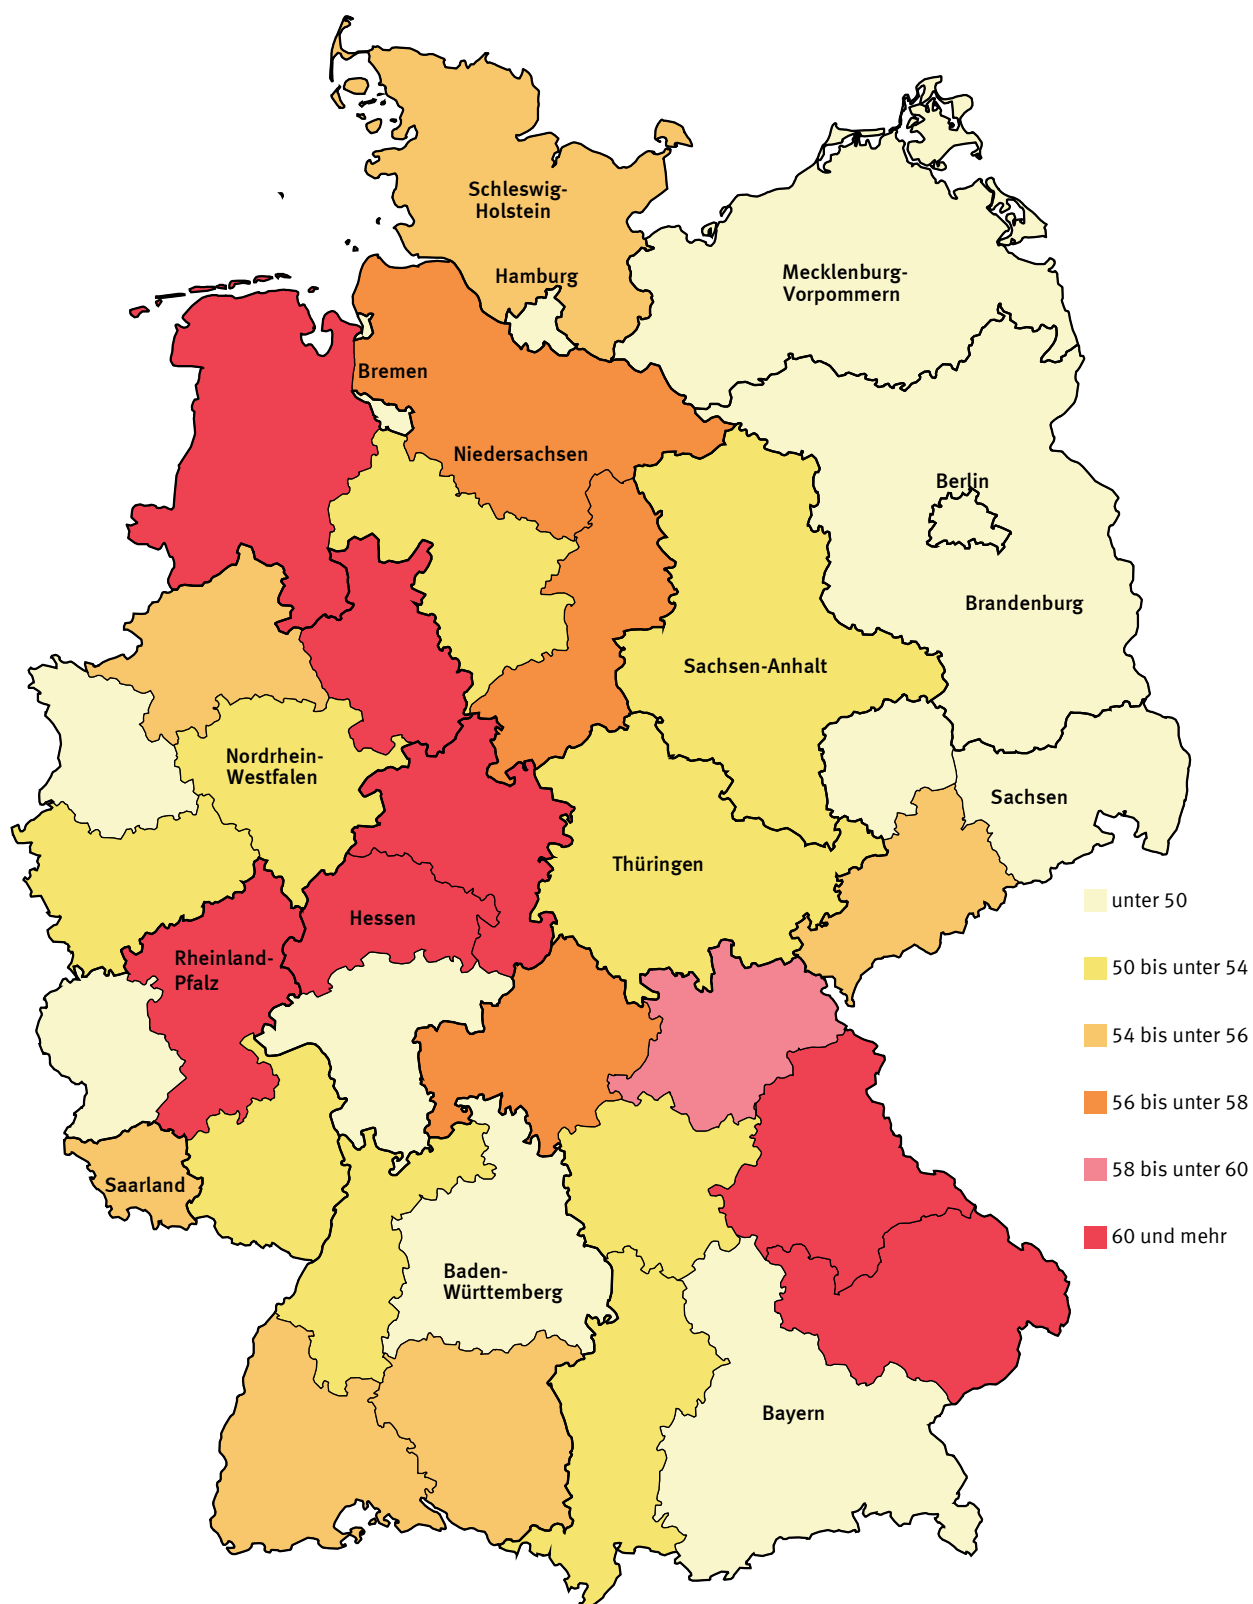 Schleswig-
Holstein
Hamburg
Mecklenburg-
Vorpommern
Bremen
Niedersachsen
Berlin
Brandenburg
Sachsen-Anhalt
Nordrhein-
Westfalen
Sachsen
Thüringen
Hessen
Rheinland-
Pfalz
Saarland
Baden-
Württemberg
Bayern
unter 50
50 bis unter 54
54 bis unter 56
56 bis unter 58
58 bis unter 60
60 und mehr